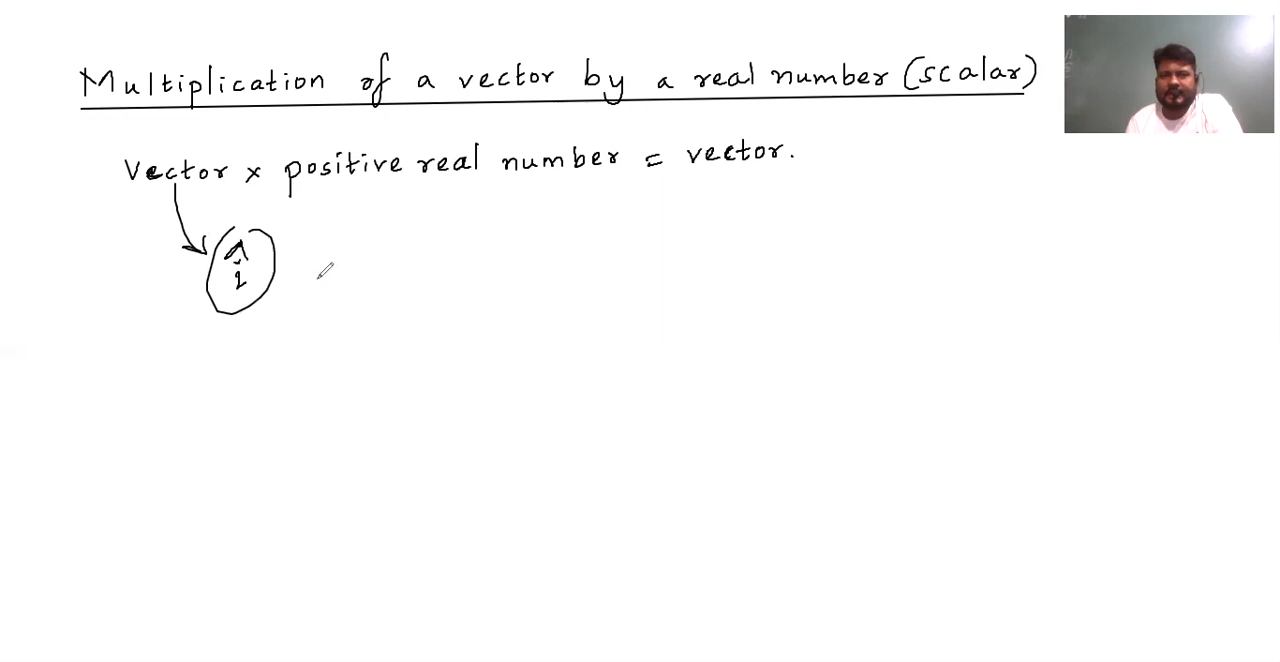 Multiplication of a vector by a real number (scalar)
Vector × positive real number = vector.